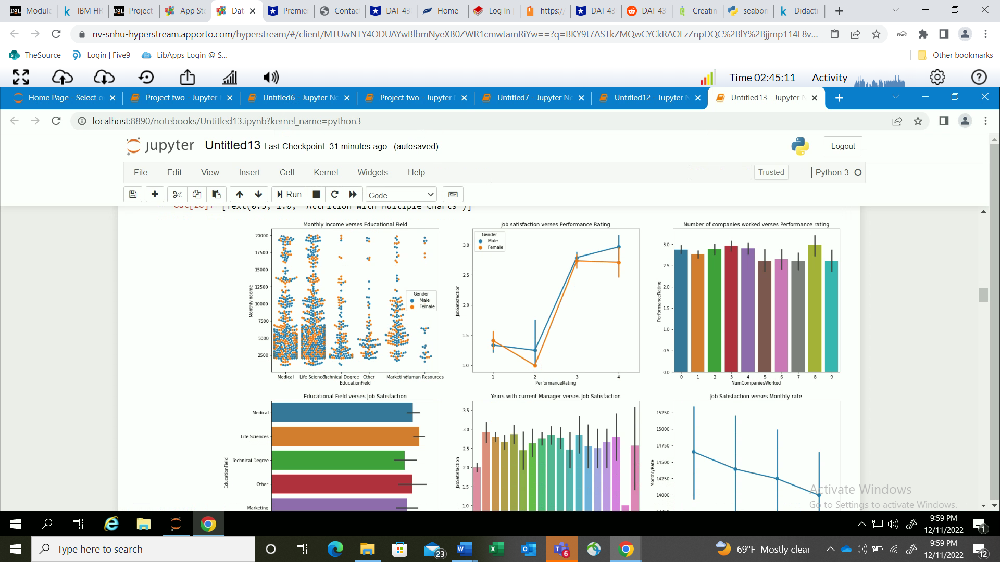 Module
IBM HR
Project
App Sto
Dat
Premie
Contac
DAT 43
Home
Log In
https:/
DAT 43
DAT 43
Creatin
seabor
Didacti
nv-snhu-hyperstream.apporto.com/hyperstream/#/client/MTUwNTY4ODUAYwBlbmNyeXB0ZWR1cmwtamRiYw==?q=BKY9t7ASTkZMQwCYCkRAOFzZnpDQC%2BlY%2Bjjmp114L8v...
TheSource
Login | Five9
LibApps Login @ S...
Other bookmarks
Time 02:45:11
Activity
Home Page - Select o
Project two - Jupyter
Untitled6 - Jupyter No
Project two - Jupyter
Untitled7 - Jupyter No
Untitled12 - Jupyter
Untitled13 - Jupyter
localhost:8890/notebooks/Untitled13.ipynb?kernel_name=python3
jupyter Untitled13 Last Checkpoint: 31 minutes ago (autosaved)
Logout
File Edit View Insert Cell Kernel Widgets Help
Trusted
Python 3
Run
Code
[Text(0.5, 1.0, 'Attrition with Multiple Charts')]
Monthly income verses Educational Field
MonthlyIncome
20000
17500
15000
12500
10000
7500
5000
2500
Gender
Male
Female
Medical Life Sciences Technical Degree Other Marketing Human Resources
EducationField
Job satisfaction verses Performance Rating
JobSatisfaction
Gender
Male
Female
3.0
2.5
2.0
1.5
1.0
1 2 3 4
PerformanceRating
Number of companies worked verses Performance rating
PerformanceRating
3.0
2.5
2.0
1.5
1.0
0.5
0.0
0 1 2 3 4 5 6 7 8 9
NumCompaniesWorked
Educational Field verses Job Satisfaction
EducationField
Medical
Life Sciences
Technical Degree
Other
Marketing
Years with current Manager verses Job Satisfaction
JobSatisfaction
3.5
3.0
2.5
2.0
1.5
1.0
Job Satisfaction verses Monthly rate
MonthlyRate
15250
15000
14750
14500
14250
14000
Activate Windows
Go to Settings to activate Windows.
9:59 PM
12/11/2022
1
Type here to search
23
6
69°F Mostly clear
9:59 PM
12/11/2022
12